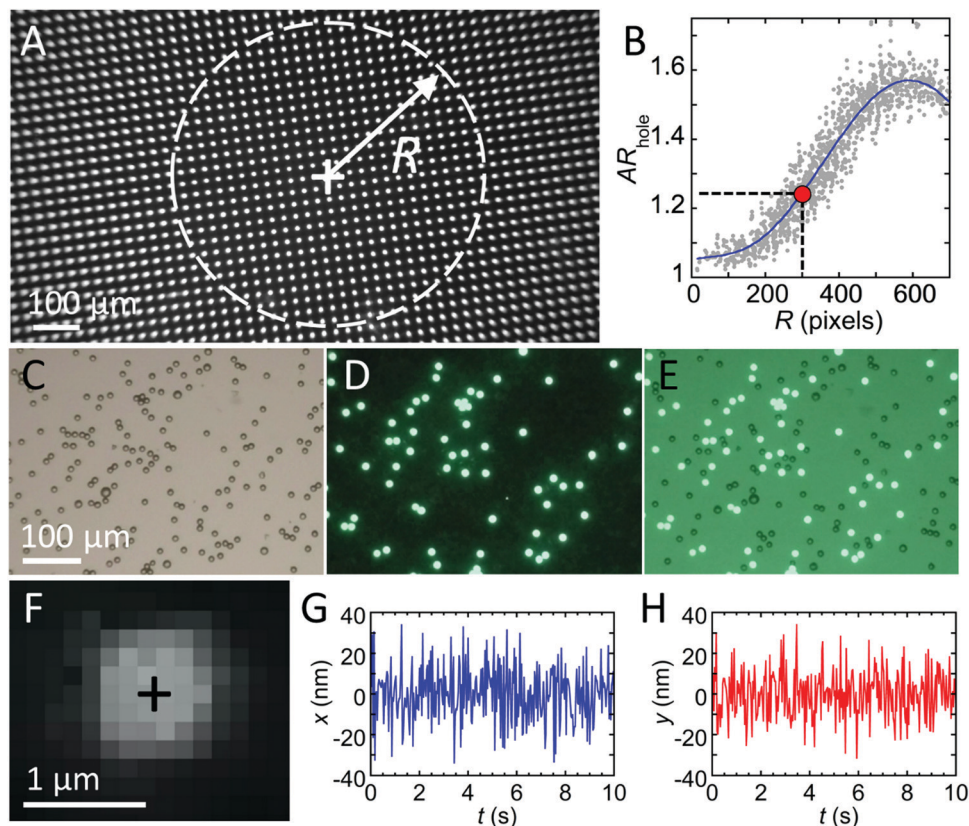 A
R
100 μm
B
1.6
1.4
1.2
1
AR hole
0 200 400 600
R (pixels)
C
100 μm
D
E
F
1 μm
G
40
20
0
-20
-40
x (nm)
0 2 4 6 8 10
t (s)
H
40
20
0
-20
-40
y (nm)
0 2 4 6 8 10
t (s)